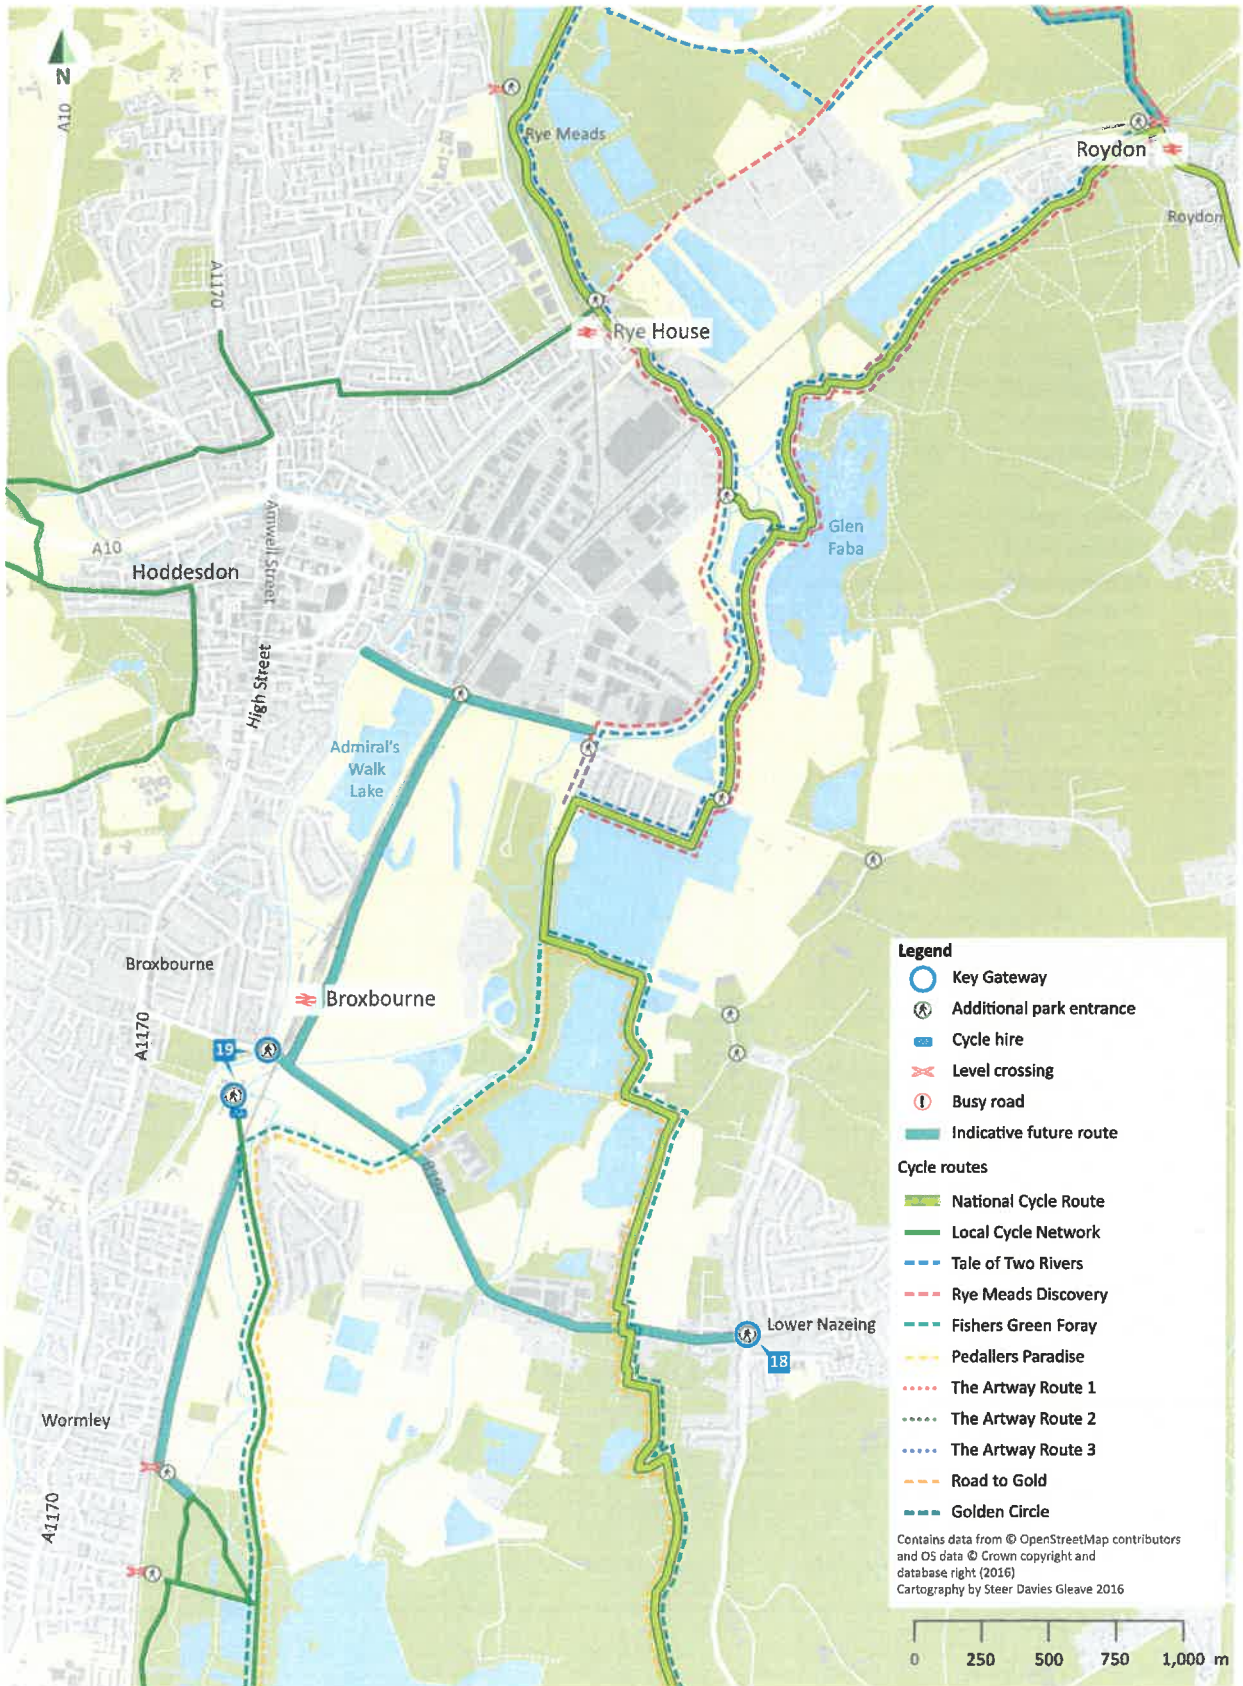 N
A10
Rye Meads
Roydon
Roydon
A1170
Rye House
Glen
Faba
A10
Amwell Street
Hoddesdon
High Street
Admiral's
Walk
Lake
Broxbourne
Broxbourne
A1170
19
B194
Lower Nazeing
18
Wormley
A1170
Legend
Key Gateway
Additional park entrance
Cycle hire
Level crossing
Busy road
Indicative future route
Cycle routes
National Cycle Route
Local Cycle Network
Tale of Two Rivers
Rye Meads Discovery
Fishers Green Foray
Pedallers Paradise
The Artway Route 1
The Artway Route 2
The Artway Route 3
Road to Gold
Golden Circle
Contains data from © OpenStreetMap contributors
and OS data © Crown copyright and
database right (2016)
Cartography by Steer Davies Gleave 2016
0 250 500 750 1,000 m